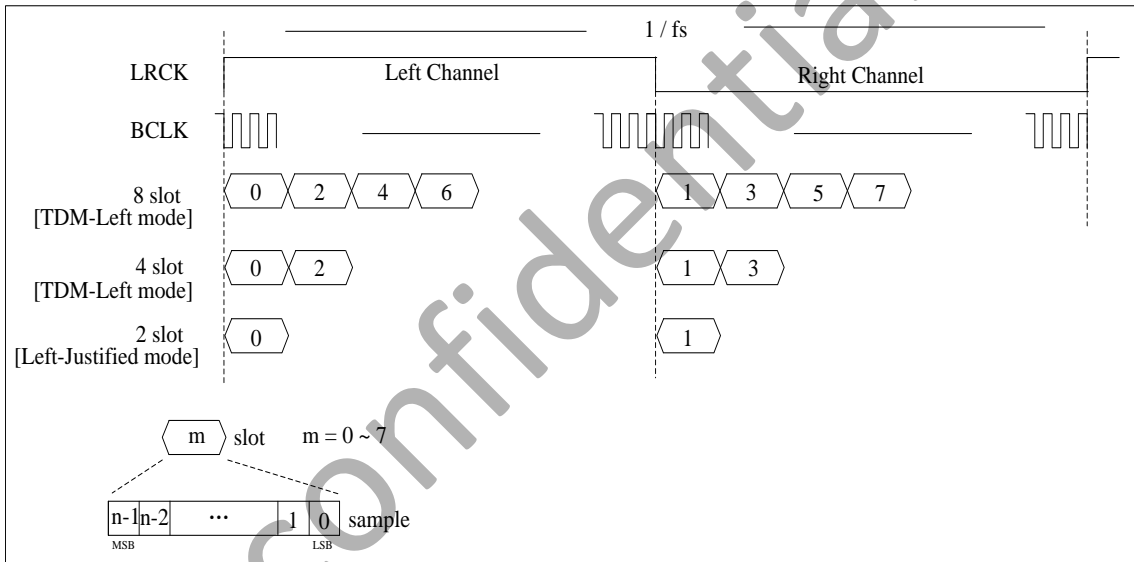 1 / fs
LRCK Left Channel Right Channel
BCLK
8 slot 0 2 4 6 1 3 5 7
[TDM-Left mode]
4 slot 0 2 1 3
[TDM-Left mode]
2 slot 0 1
[Left-Justified mode]
m slot m = 0 ~ 7
n-1 n-2 ... 1 0 sample
MSB LSB
confidential